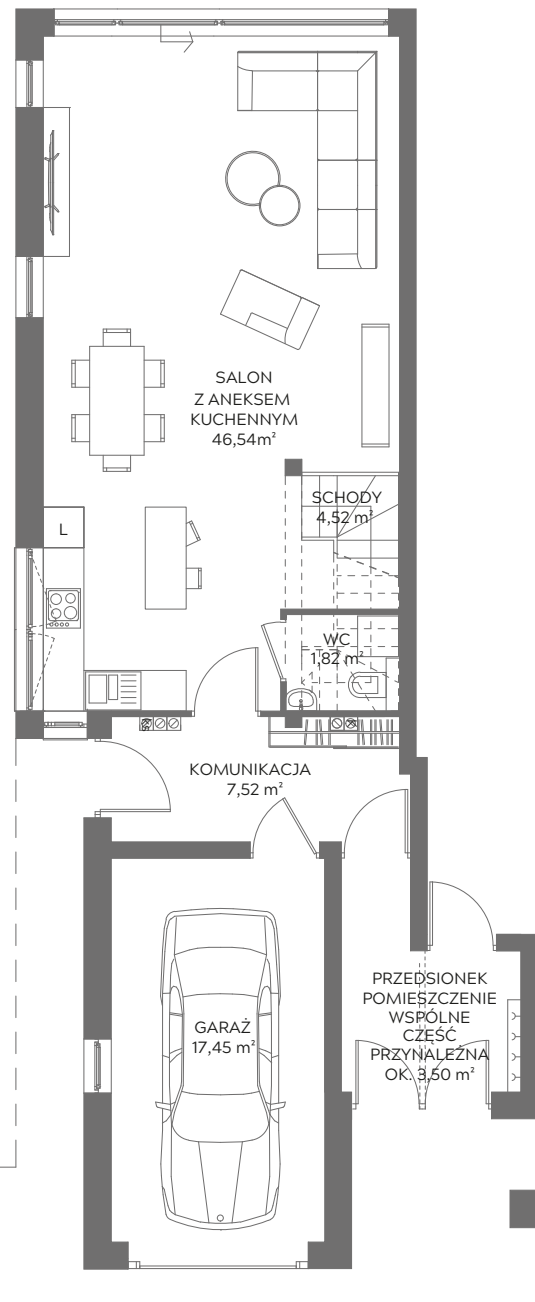 SALON
Z ANEKSEM
KUCHENNYM
46,54m²
SCHODY
4,52 m²
L
WC
1,82 m²
KOMUNIKACJA
7,52 m²
PRZEDSIONEK
POMIESZCZENIE
WSPÓLNE
CZĘŚĆ
PRZYNALEŻNA
OK. 3,50 m²
GARAŻ
17,45 m²